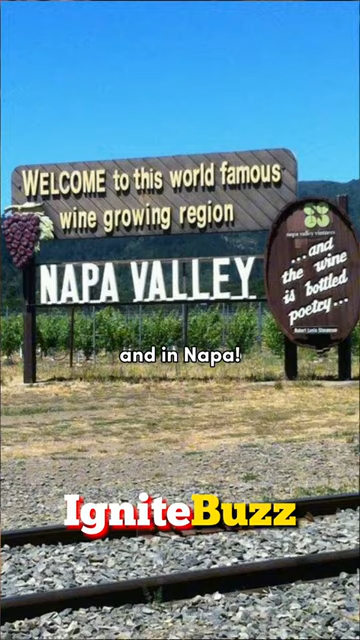 WELCOME to this world famous
wine growing region
NAPA VALLEY
napa valley vintners
...and
the wine
is bottled
poetry...
Robert Louis Stevenson
and in Napa!
IgniteBuzz